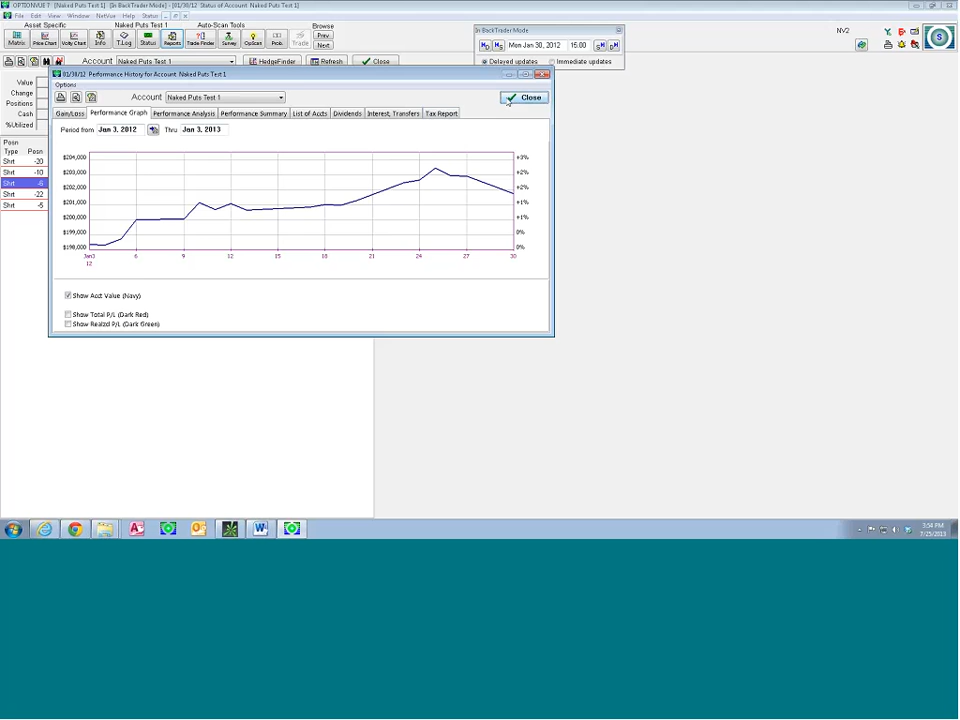 OPTIONVUE 7 [Naked Puts Test 1] [In BackTrader Mode] - [01/30/12 Status of Account Naked Puts Test 1]
File Edit View Window NetVue Help Status
Asset Specific Naked Puts Test 1 Auto-Scan Tools Browse
Matrix Price Chart Volty Chart Info T.Log Status Reports Trade Finder Survey OpScan Prob. Trade Prev Next
Account Naked Puts Test 1 HedgeFinder Refresh Close
In BackTrader Mode
Mon Jan 30, 2012 15:00
Delayed updates Immediate updates
NV2
S
Value
Change
Positions
Cash
%Utilized
Posn
Type Posn
Shrt -20
Shrt -10
Shrt -6
Shrt -22
Shrt -5
01/30/12 Performance History for Account Naked Puts Test 1
Options
Account Naked Puts Test 1
Close
Gain/Loss Performance Graph Performance Analysis Performance Summary List of Accts Dividends Interest, Transfers Tax Report
Period from Jan 3, 2012 Thru Jan 3, 2013
$204,000 +3%
$203,000 +2%
$202,000 +2%
$201,000 +1%
$200,000 +1%
$199,000 0%
$198,000 0%
Jan3 6 9 12 15 18 21 24 27 30
12
Show Acct Value (Navy)
Show Total P/L (Dark Red)
Show Realzd P/L (Dark Green)
3:54 PM
7/25/2013